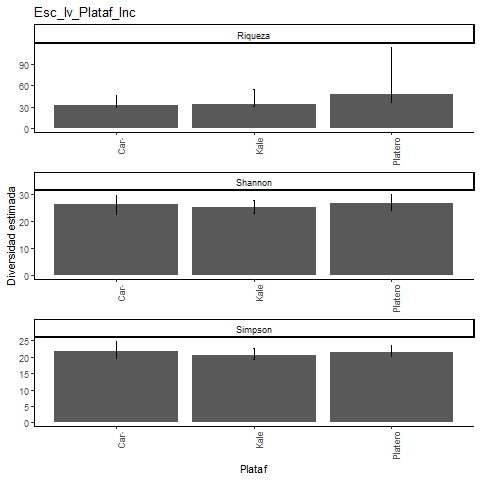 Esc_Iv_Plataf_Inc
Riqueza
90
60
30
0
Car-
Kale
Platero
Shannon
30
20
10
0
Car-
Kale
Platero
Simpson
25
20
15
10
5
0
Car-
Kale
Platero
Diversidad estimada
Plataf